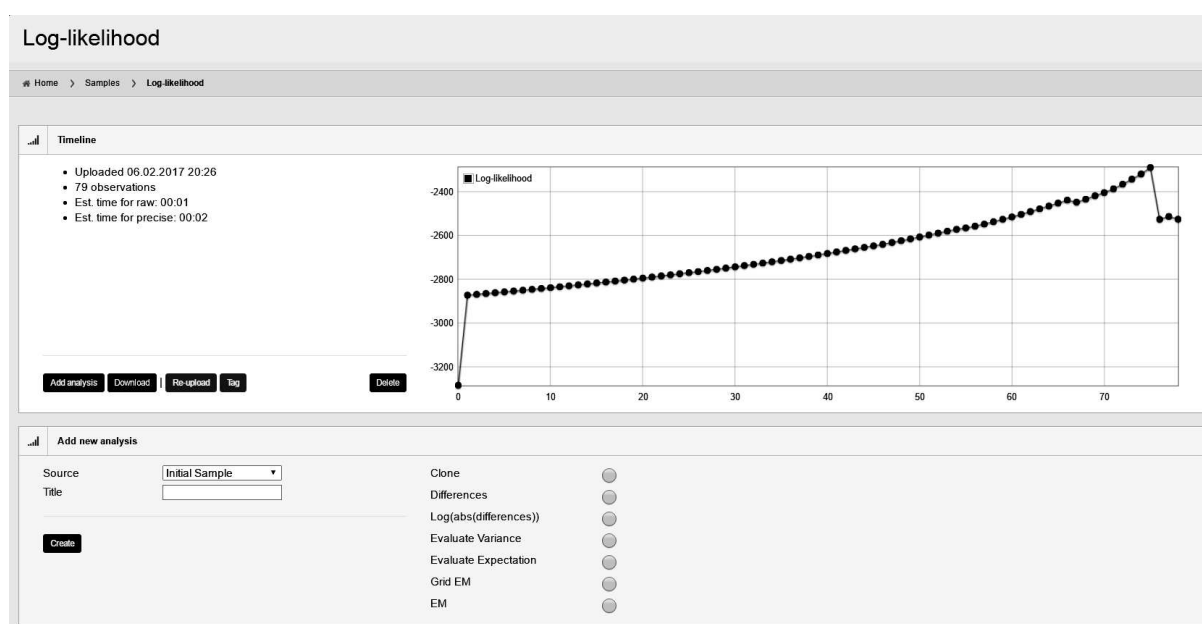 Log-likelihood
Home > Samples > Log-likelihood
Timeline
• Uploaded 06.02.2017 20:26
• 79 observations
• Est. time for raw: 00:01
• Est. time for precise: 00:02
Add analysis Download | Re-upload Tag Delete
Log-likelihood
-2400
-2600
-2800
-3000
-3200
0 10 20 30 40 50 60 70
Add new analysis
Source Initial Sample
Title
Create
Clone
Differences
Log(abs(differences))
Evaluate Variance
Evaluate Expectation
Grid EM
EM